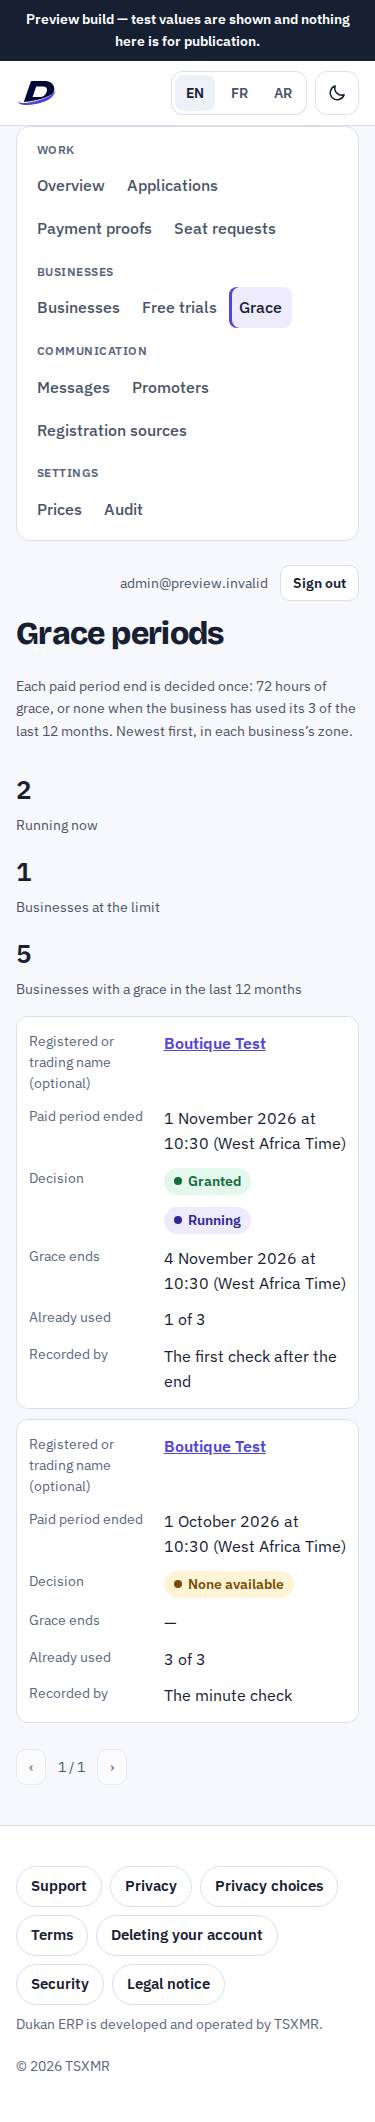 Preview build — test values are shown and nothing
here is for publication.
EN FR AR
WORK
Overview Applications
Payment proofs Seat requests
BUSINESSES
Businesses Free trials Grace
COMMUNICATION
Messages Promoters
Registration sources
SETTINGS
Prices Audit
admin@preview.invalid Sign out
Grace periods
Each paid period end is decided once: 72 hours of
grace, or none when the business has used its 3 of the
last 12 months. Newest first, in each business’s zone.
2
Running now
1
Businesses at the limit
5
Businesses with a grace in the last 12 months
Registered or
trading name
(optional)
Boutique Test
Paid period ended
1 November 2026 at
10:30 (West Africa Time)
Decision
Granted
Running
Grace ends
4 November 2026 at
10:30 (West Africa Time)
Already used
1 of 3
Recorded by
The first check after the
end
Registered or
trading name
(optional)
Boutique Test
Paid period ended
1 October 2026 at
10:30 (West Africa Time)
Decision
None available
Grace ends
—
Already used
3 of 3
Recorded by
The minute check
‹ 1 / 1 ›
Support Privacy Privacy choices
Terms Deleting your account
Security Legal notice
Dukan ERP is developed and operated by TSXMR.
© 2026 TSXMR